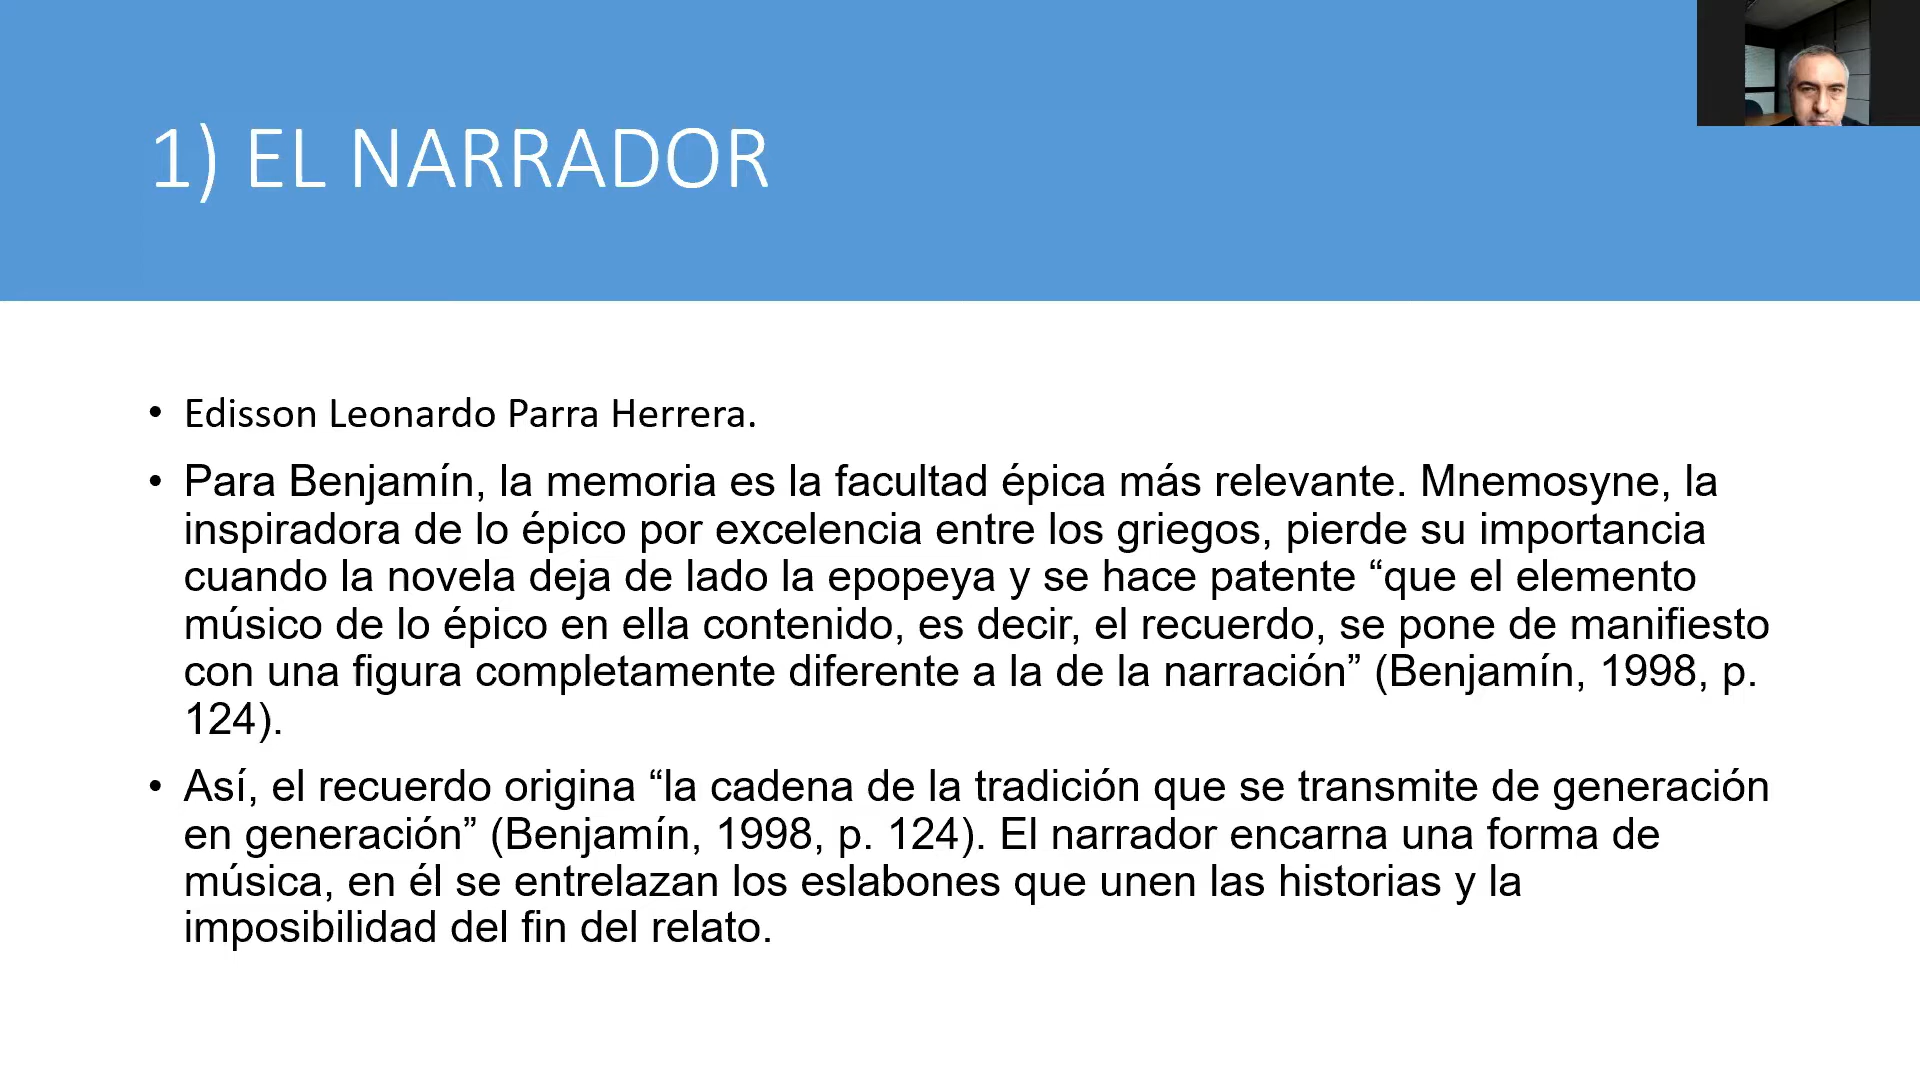 1) EL NARRADOR
• Edisson Leonardo Parra Herrera.
• Para Benjamín, la memoria es la facultad épica más relevante. Mnemosyne, la
inspiradora de lo épico por excelencia entre los griegos, pierde su importancia
cuando la novela deja de lado la epopeya y se hace patente “que el elemento
músico de lo épico en ella contenido, es decir, el recuerdo, se pone de manifiesto
con una figura completamente diferente a la de la narración” (Benjamín, 1998, p.
124).
• Así, el recuerdo origina “la cadena de la tradición que se transmite de generación
en generación” (Benjamín, 1998, p. 124). El narrador encarna una forma de
música, en él se entrelazan los eslabones que unen las historias y la
imposibilidad del fin del relato.